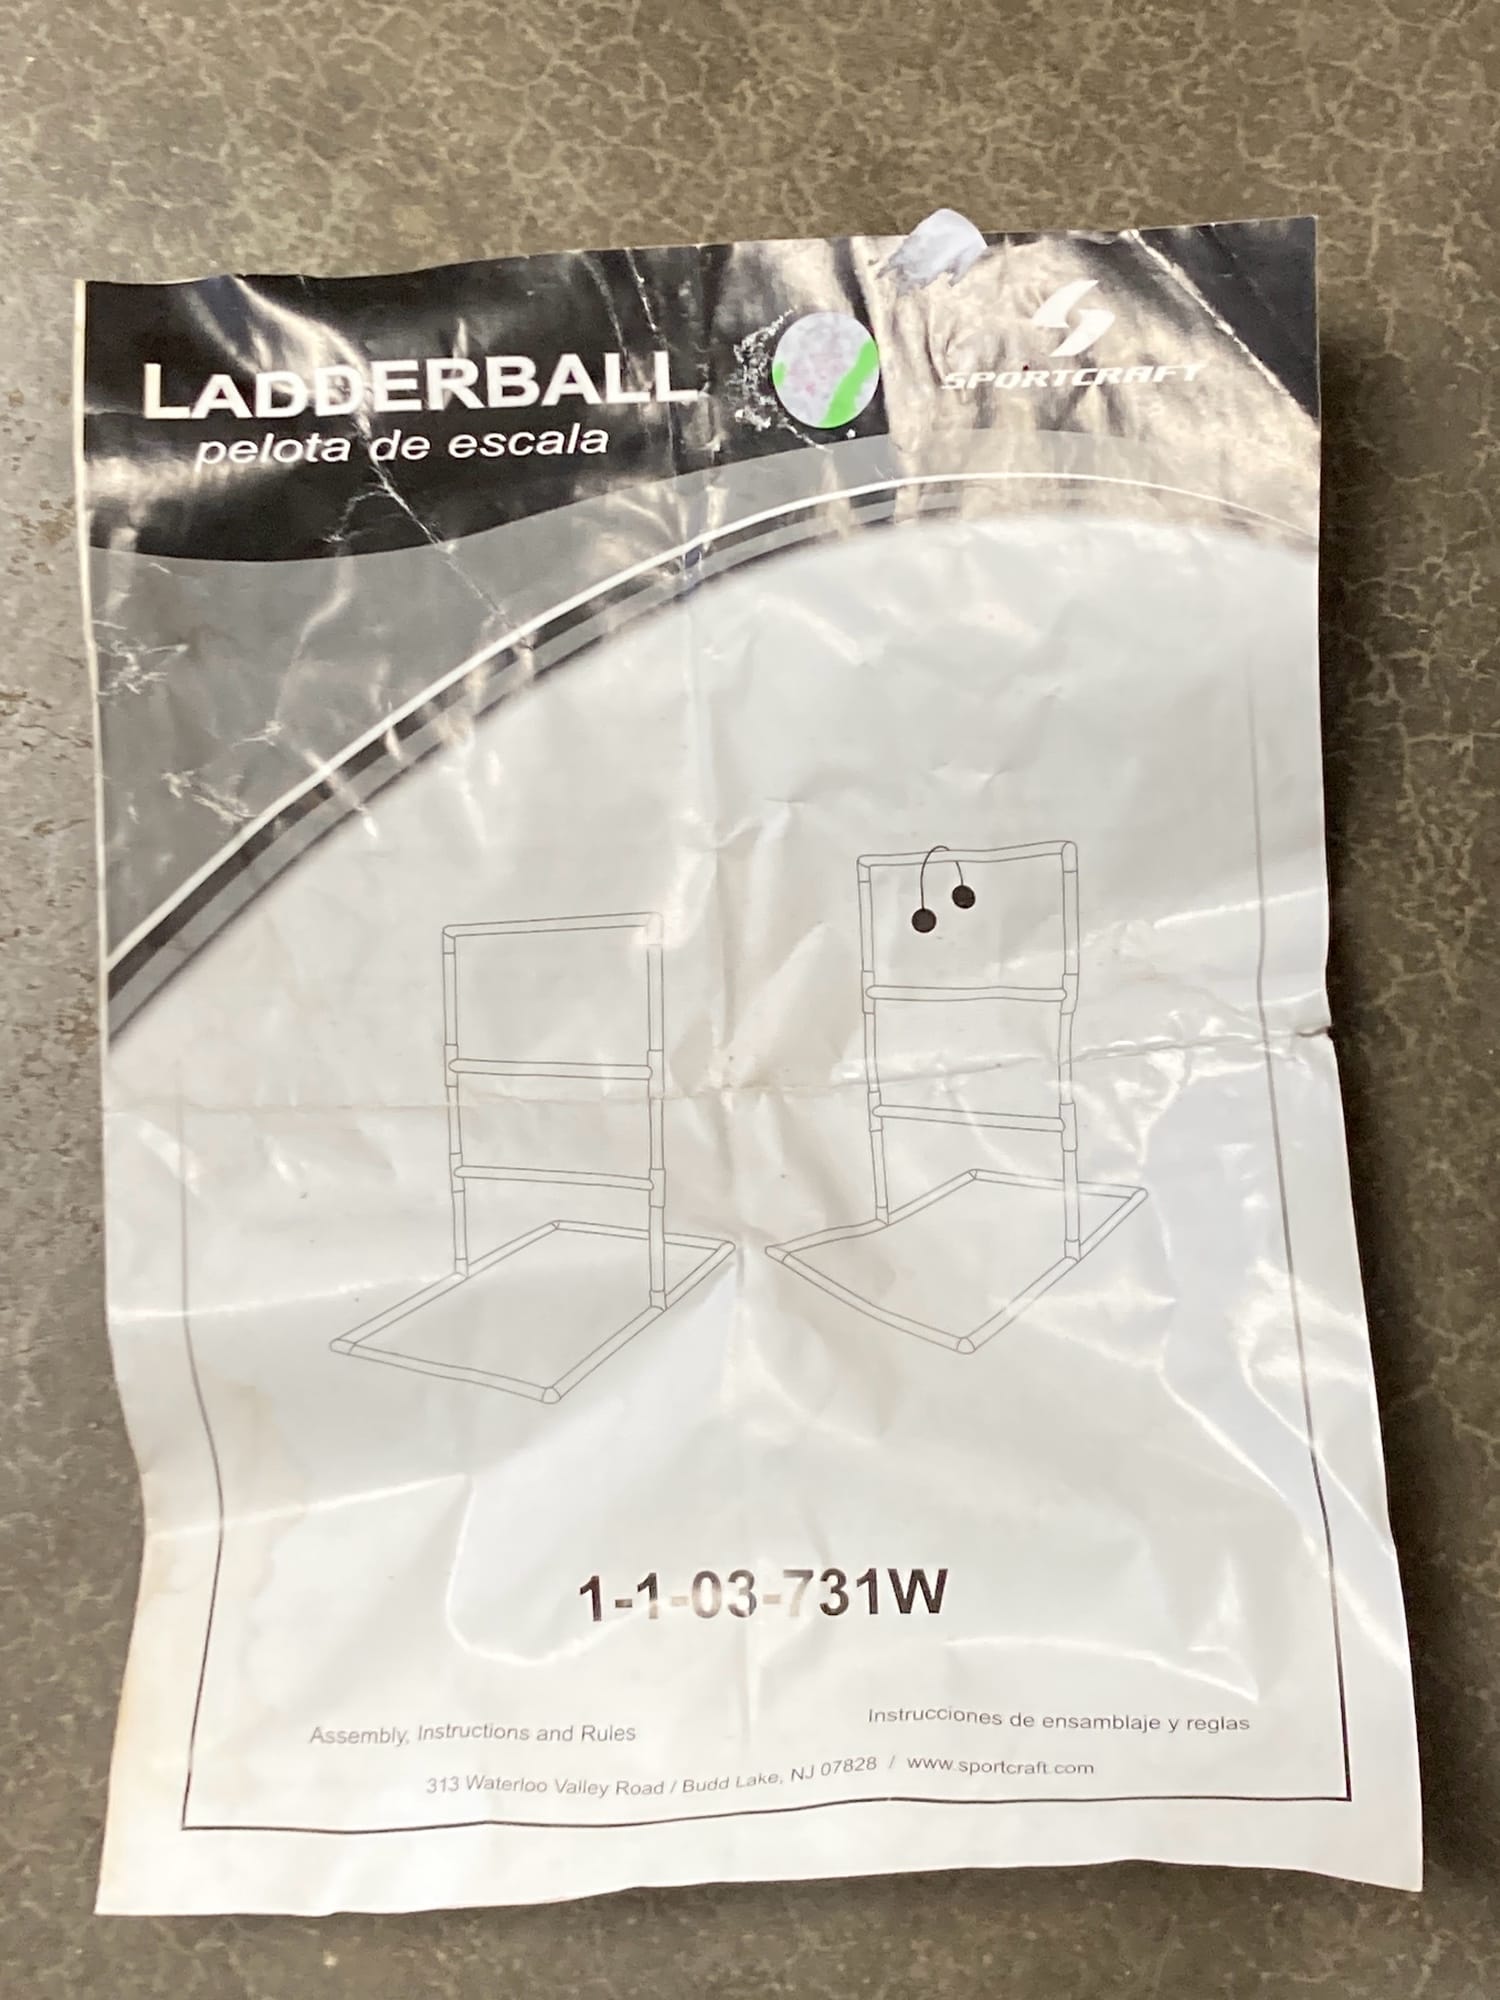 LADDERBALL
pelota de escala
SPORTCRAFT
1-1-03-731W
Assembly, Instructions and Rules
Instrucciones de ensamblaje y reglas
313 Waterloo Valley Road / Budd Lake, NJ 07828 / www.sportcraft.com